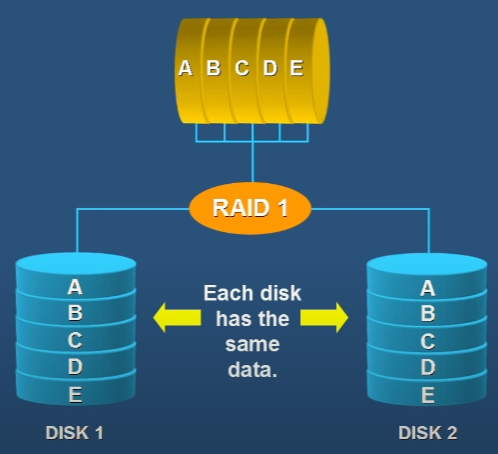 A B C D E
RAID 1
A
B
C
D
E
DISK 1
Each disk
has the
same
data.
A
B
C
D
E
DISK 2